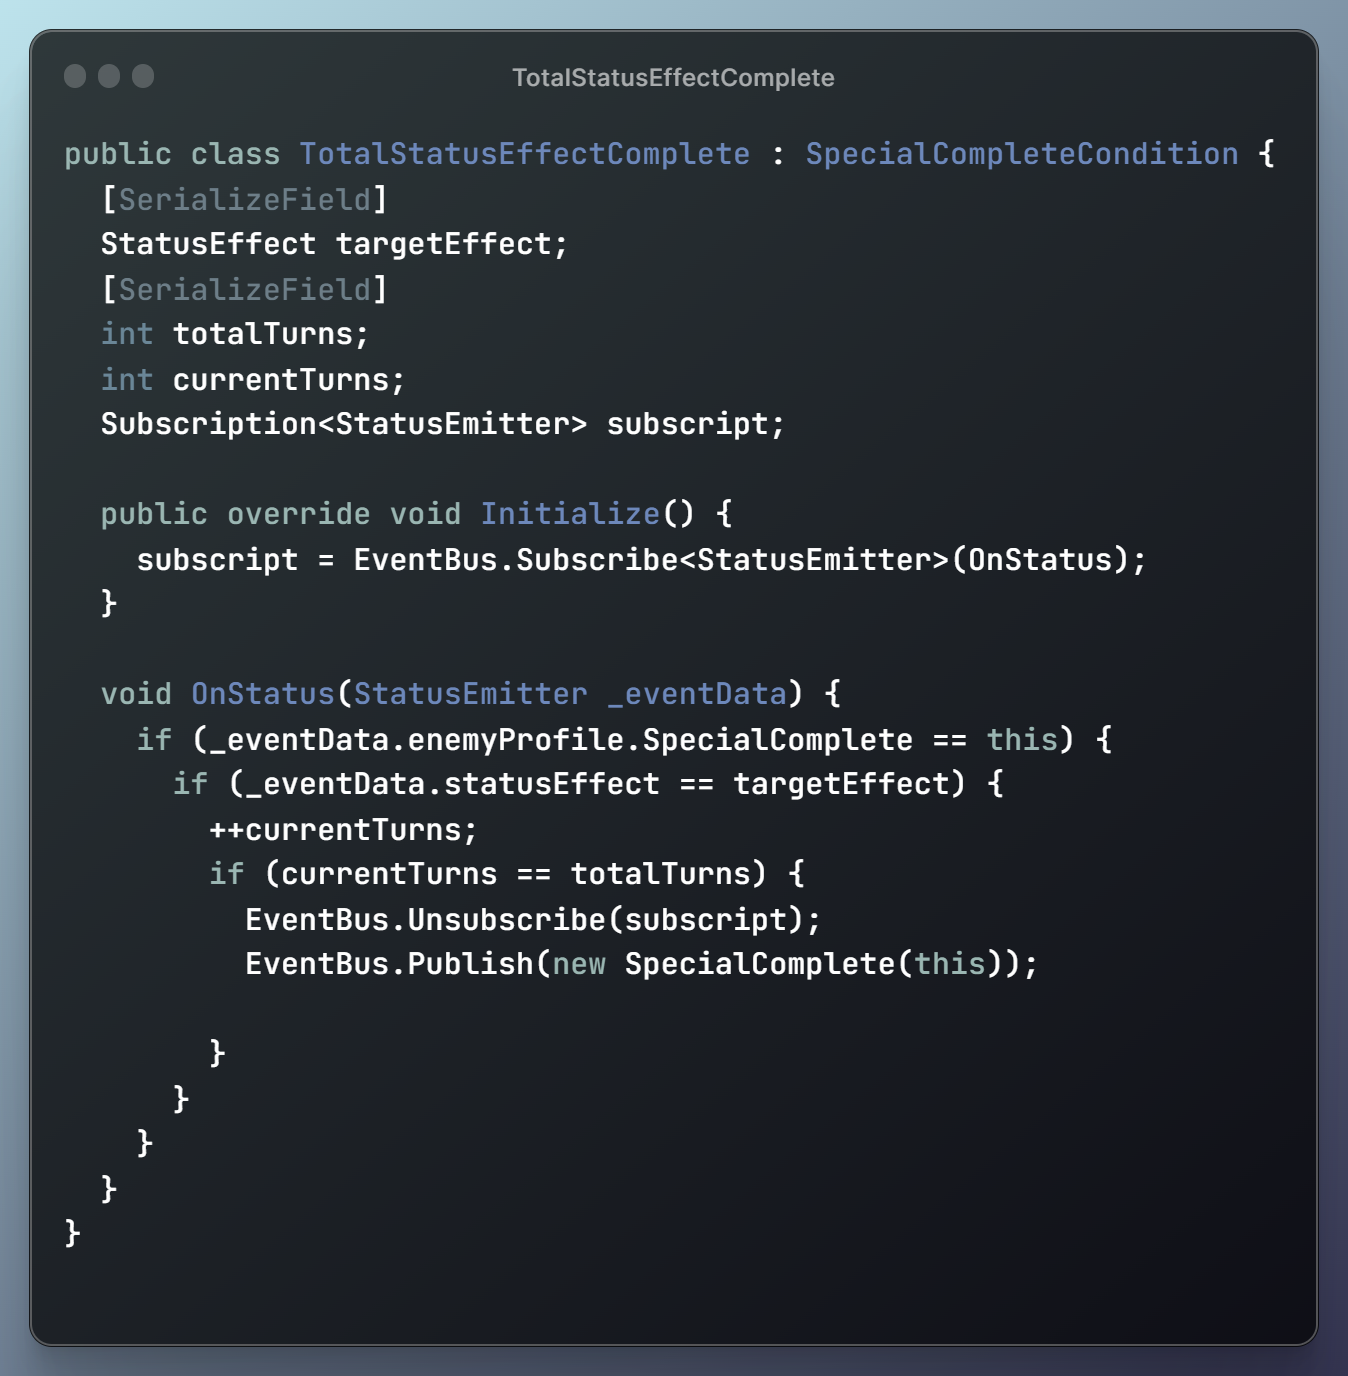 TotalStatusEffectComplete
public class TotalStatusEffectComplete : SpecialCompleteCondition {
  [SerializeField]
  StatusEffect targetEffect;
  [SerializeField]
  int totalTurns;
  int currentTurns;
  Subscription<StatusEmitter> subscript;

  public override void Initialize() {
    subscript = EventBus.Subscribe<StatusEmitter>(OnStatus);
  }

  void OnStatus(StatusEmitter _eventData) {
    if (_eventData.enemyProfile.SpecialComplete == this) {
      if (_eventData.statusEffect == targetEffect) {
        ++currentTurns;
        if (currentTurns == totalTurns) {
          EventBus.Unsubscribe(subscript);
          EventBus.Publish(new SpecialComplete(this));

        }
      }
    }
  }
}